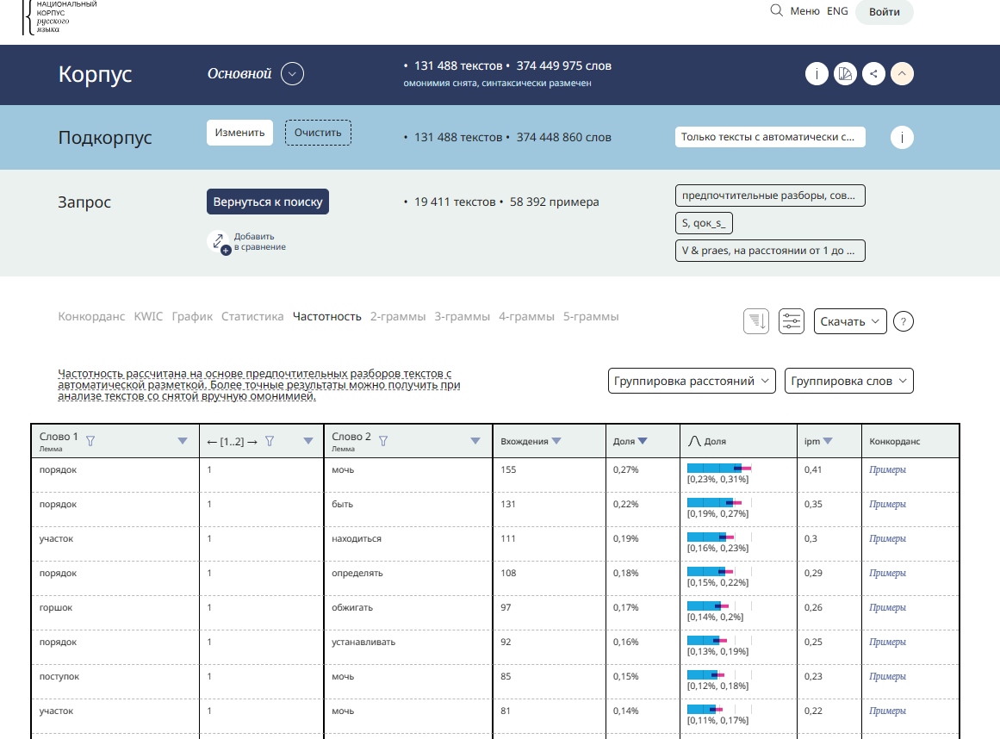 НАЦИОНАЛЬНЫЙ
КОРПУС
русского
языка
Меню ENG Войти
Корпус Основной • 131 488 текстов • 374 449 975 слов
омонимия снята, синтаксически размечен
i
Подкорпус Изменить Очистить • 131 488 текстов • 374 448 860 слов Только тексты с автоматически с... i
Запрос Вернуться к поиску • 19 411 текстов • 58 392 примера предпочтительные разборы, сов...
S, qок_s_
Добавить
в сравнение
V & praes, на расстоянии от 1 до ...
Конкорданс KWIC График Статистика Частотность 2-граммы 3-граммы 4-граммы 5-граммы Скачать ?
Частотность рассчитана на основе предпочтительных разборов текстов с
автоматической разметкой. Более точные результаты можно получить при
анализе текстов со снятой вручную омонимией.
Группировка расстояний Группировка слов
Слово 1 ← [1..2] → Слово 2 Вхождения Доля Доля ipm Конкорданс
Лемма Лемма
порядок 1 мочь 155 0,27% 0,41 Примеры
[0,23%, 0,31%]
порядок 1 быть 131 0,22% 0,35 Примеры
[0,19%, 0,27%]
участок 1 находиться 111 0,19% 0,3 Примеры
[0,16%, 0,23%]
порядок 1 определять 108 0,18% 0,29 Примеры
[0,15%, 0,22%]
горшок 1 обжигать 97 0,17% 0,26 Примеры
[0,14%, 0,2%]
порядок 1 устанавливать 92 0,16% 0,25 Примеры
[0,13%, 0,19%]
поступок 1 мочь 85 0,15% 0,23 Примеры
[0,12%, 0,18%]
участок 1 мочь 81 0,14% 0,22 Примеры
[0,11%, 0,17%]